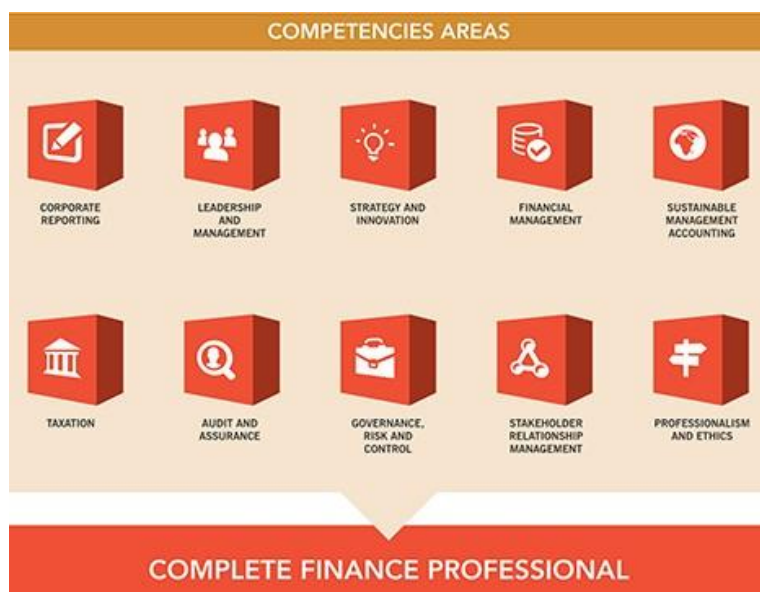 COMPETENCIES AREAS
CORPORATE
REPORTING
LEADERSHIP
AND
MANAGEMENT
STRATEGY AND
INNOVATION
FINANCIAL
MANAGEMENT
SUSTAINABLE
MANAGEMENT
ACCOUNTING
TAXATION
AUDIT AND
ASSURANCE
GOVERNANCE,
RISK AND
CONTROL
STAKEHOLDER
RELATIONSHIP
MANAGEMENT
PROFESSIONALISM
AND ETHICS
COMPLETE FINANCE PROFESSIONAL